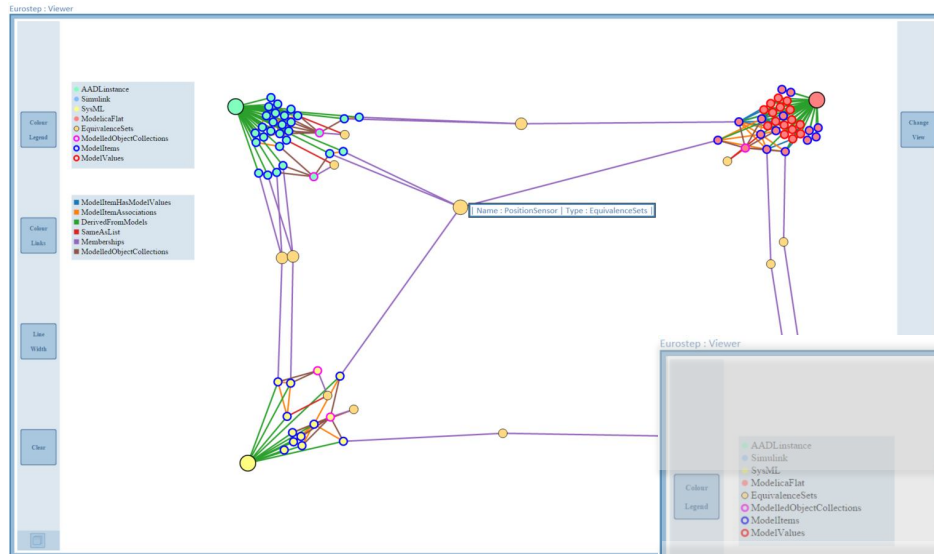 Eurostep : Viewer
Colour
Legend
AADLinstance
Simulink
SysML
ModelicaFlat
EquivalenceSets
ModelledObjectCollections
ModelItems
ModelValues
Change
View
ModelItemHasModelValues
ModelItemAssociations
DerivedFromModels
SameAsList
Memberships
ModelledObjectCollections
Colour
Links
| Name : PositionSensor | Type : EquivalenceSets ||
Line
Width
Clear
Eurostep : Viewer
Colour
Legend
AADLinstance
Simulink
SysML
ModelicaFlat
EquivalenceSets
ModelledObjectCollections
ModelItems
ModelValues